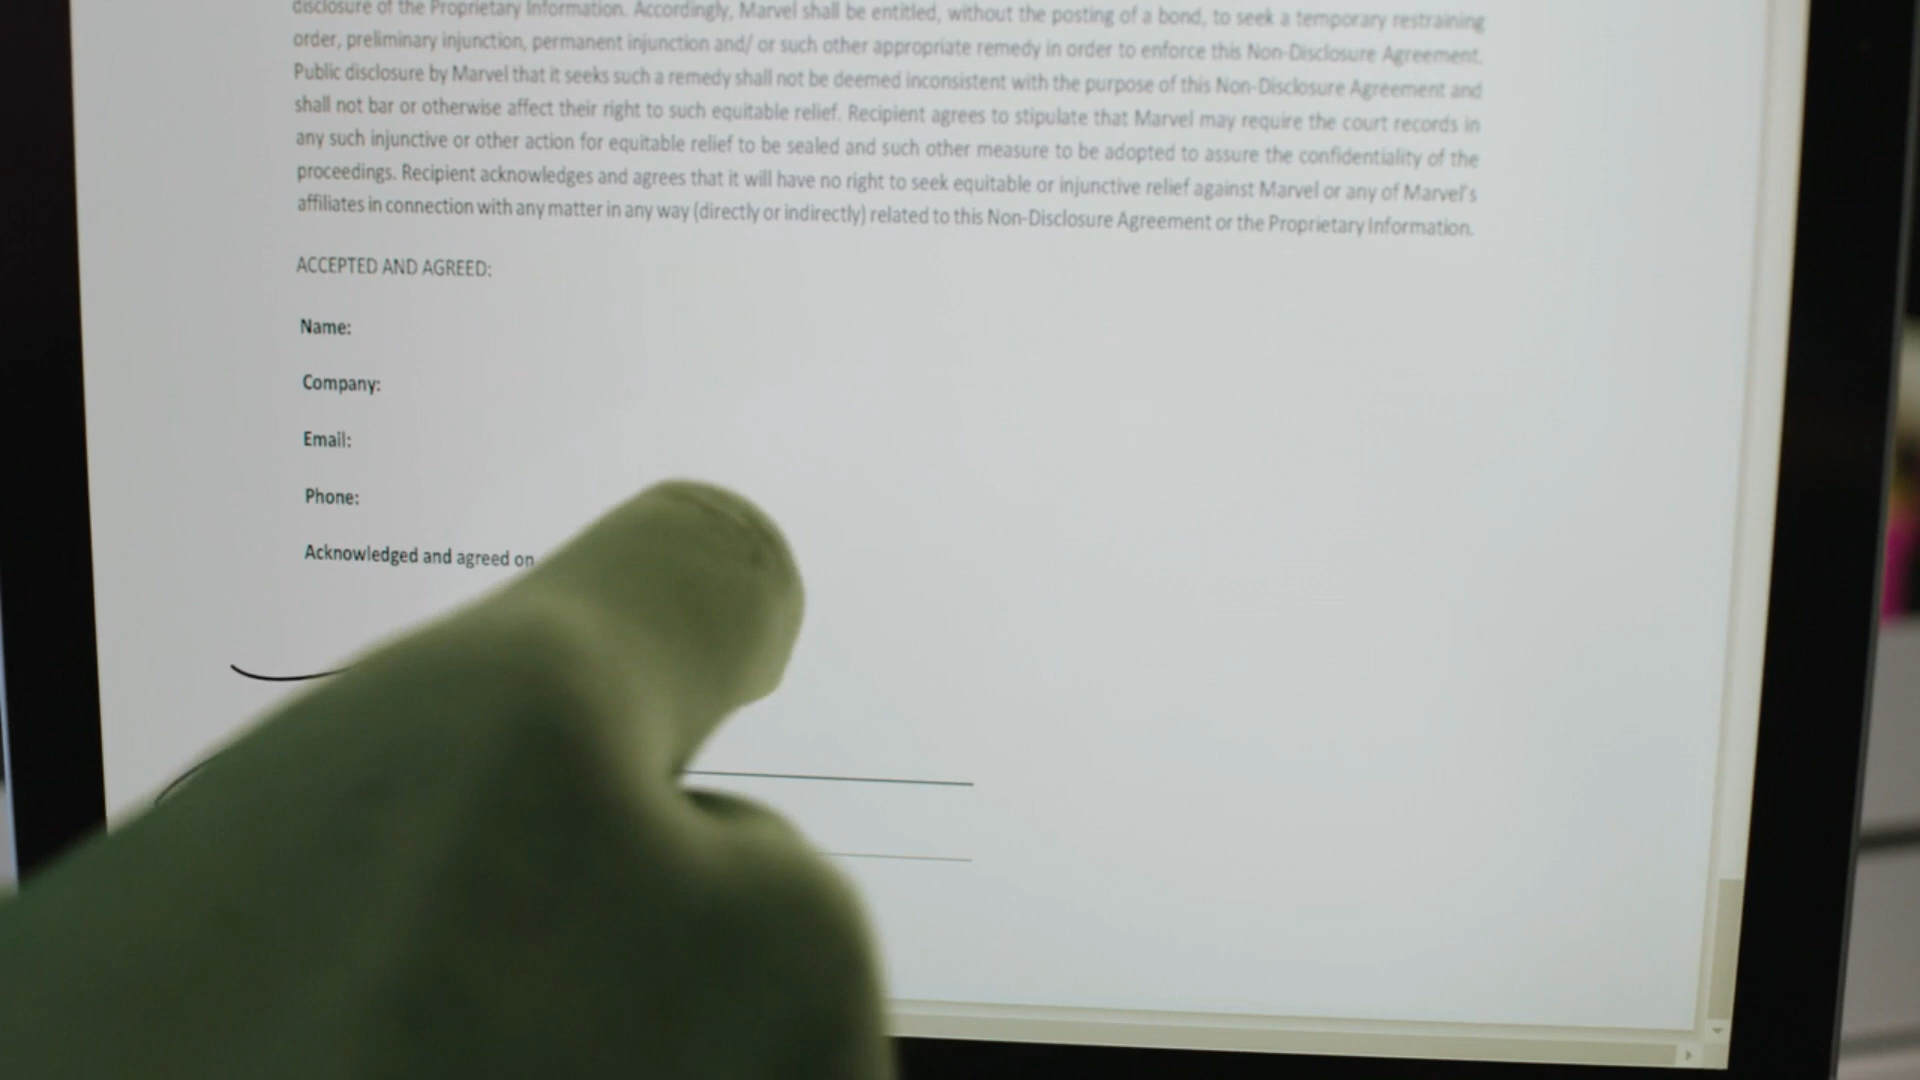 disclosure of the Proprietary Information. Accordingly, Marvel shall be entitled, without the posting of a bond, to seek a temporary restraining
order, preliminary injunction, permanent injunction and/ or such other appropriate remedy in order to enforce this Non-Disclosure Agreement.
Public disclosure by Marvel that it seeks such a remedy shall not be deemed inconsistent with the purpose of this Non-Disclosure Agreement and
shall not bar or otherwise affect their right to such equitable relief. Recipient agrees to stipulate that Marvel may require the court records in
any such injunctive or other action for equitable relief to be sealed and such other measure to be adopted to assure the confidentiality of the
proceedings. Recipient acknowledges and agrees that it will have no right to seek equitable or injunctive relief against Marvel or any of Marvel's
affiliates in connection with any matter in any way (directly or indirectly) related to this Non-Disclosure Agreement or the Proprietary Information.
ACCEPTED AND AGREED:
Name:
Company:
Email:
Phone:
Acknowledged and agreed on